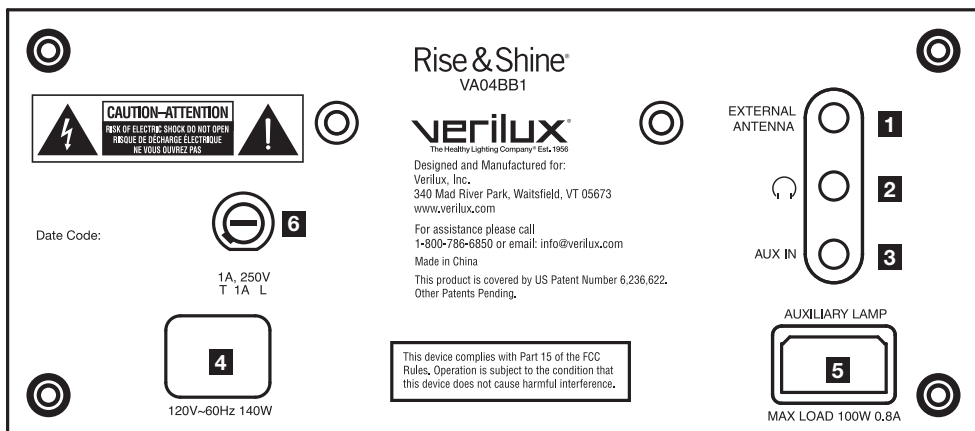 Rise & Shine®
VA04BB1
CAUTION–ATTENTION
RISK OF ELECTRIC SHOCK DO NOT OPEN
RISQUE DE DÉCHARGE ÉLECTRIQUE
NE VOUS OUVREZ PAS
verilux®
The Healthy Lighting Company® Est. 1956
Designed and Manufactured for:
Verilux, Inc.
340 Mad River Park, Waitsfield, VT 05673
www.verilux.com
For assistance please call
1-800-786-6850 or email: info@verilux.com
Made in China
This product is covered by US Patent Number 6,236,622.
Other Patents Pending.
EXTERNAL
ANTENNA
1
2
AUX IN
3
Date Code:
6
1A, 250V
T 1A L
4
120V~60Hz 140W
This device complies with Part 15 of the FCC
Rules. Operation is subject to the condition that
this device does not cause harmful interference.
AUXILIARY LAMP
5
MAX LOAD 100W 0.8A